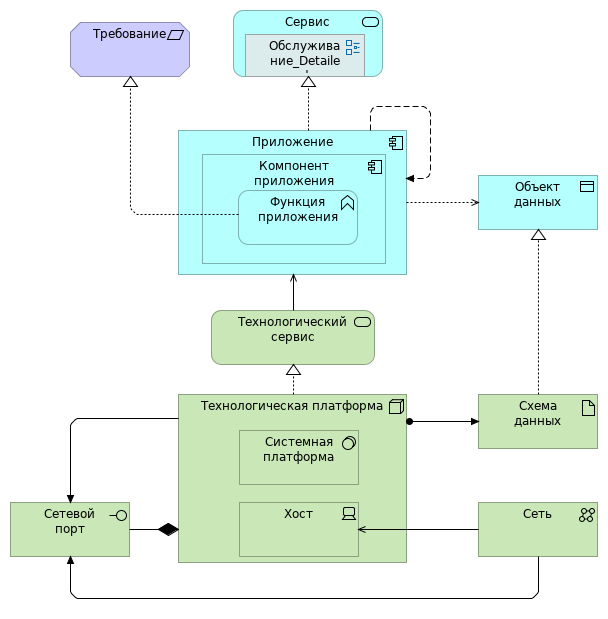 Требование
Сервис
Обслужива
ние_Detaile
Приложение
Компонент
приложения
Функция
приложения
Объект
данных
Технологический
сервис
Технологическая платформа
Системная
платформа
Схема
данных
Сетевой
порт
Хост
Сеть